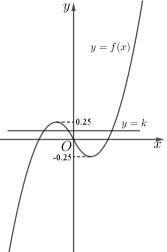 y
y = f(x)
0.25
y = k
O
x
-0.25